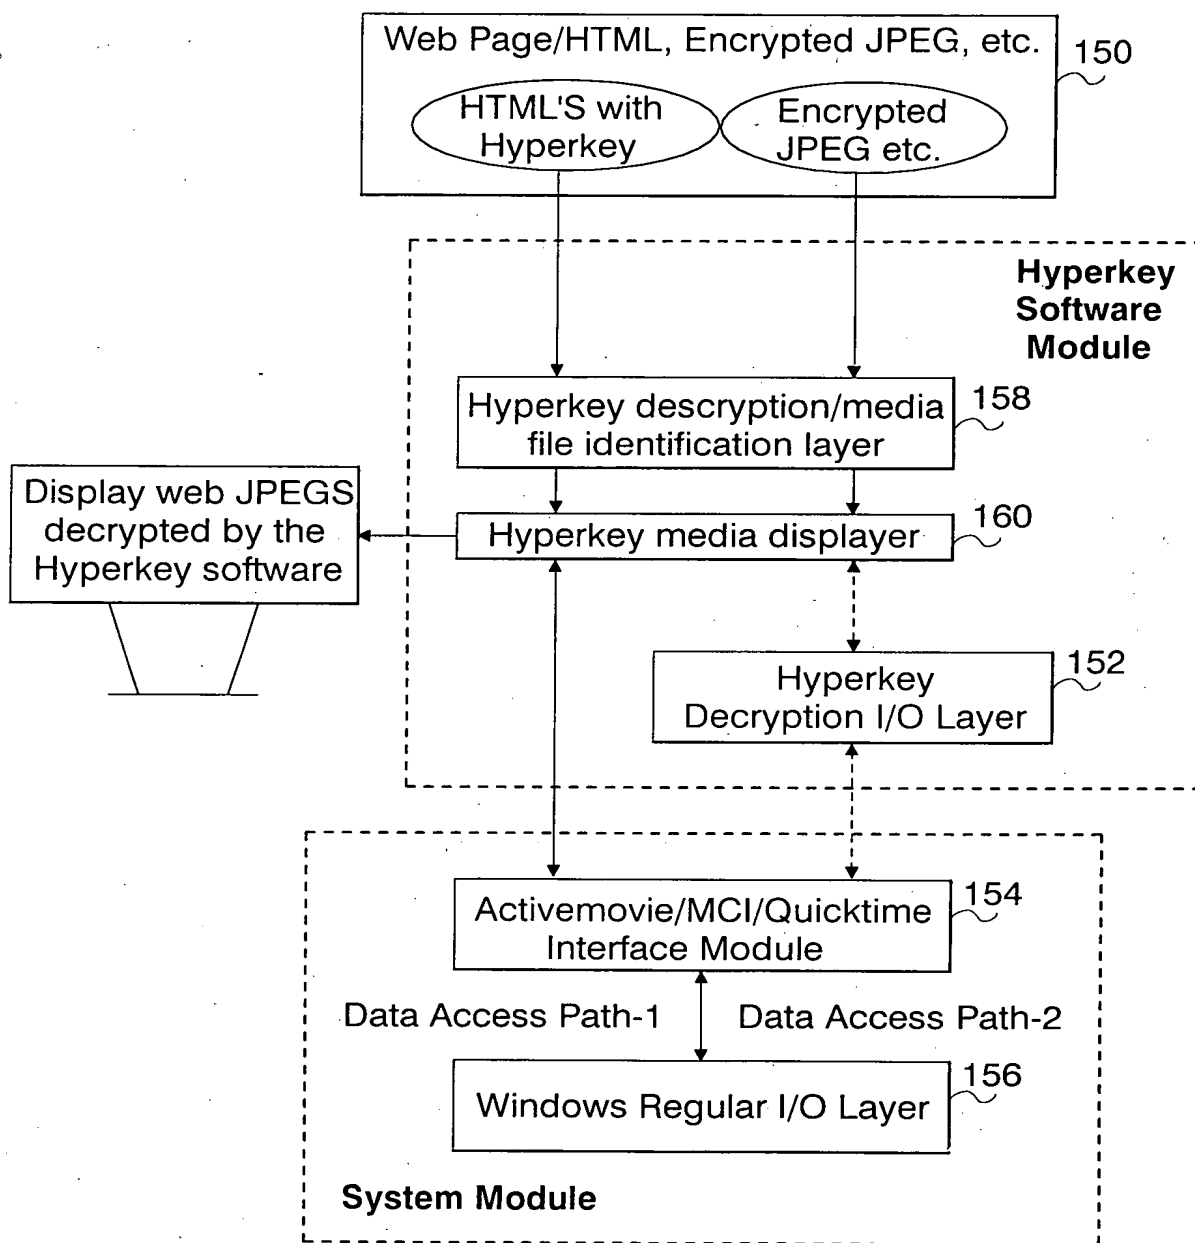 Web Page/HTML, Encrypted JPEG, etc.
150
HTML'S with
Hyperkey
Encrypted
JPEG etc.
Hyperkey
Software
Module
Hyperkey descryption/media
file identification layer
158
Display web JPEGS
decrypted by the
Hyperkey software
Hyperkey media displayer
160
Hyperkey
Decryption I/O Layer
152
Activemovie/MCI/Quicktime
Interface Module
154
Data Access Path-1
Data Access Path-2
Windows Regular I/O Layer
156
System Module